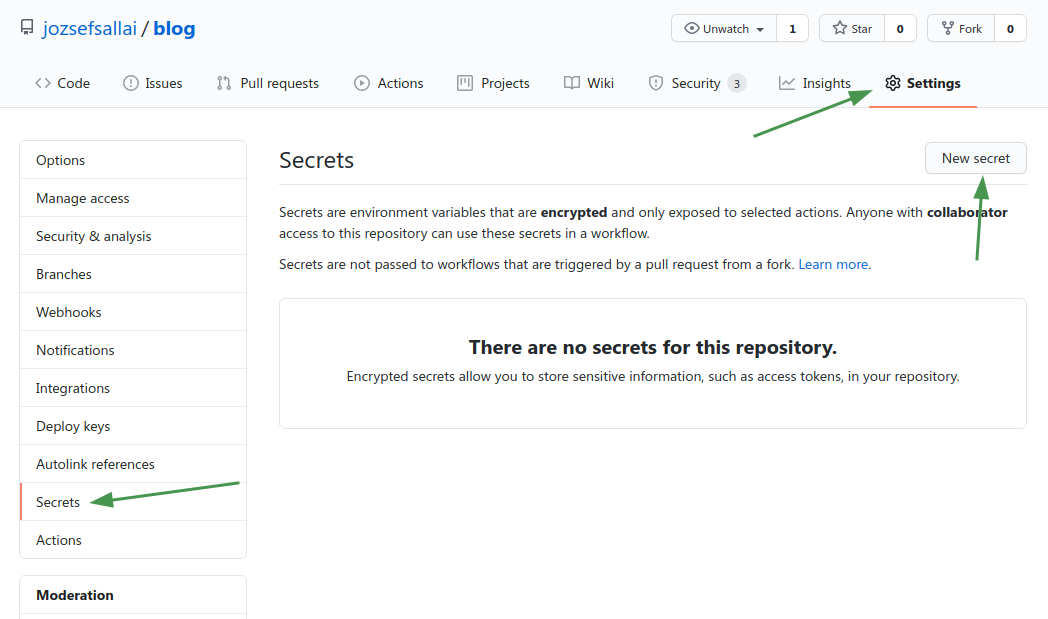 jozsefsallai / blog
Unwatch 1 Star 0 Fork 0
Code Issues Pull requests Actions Projects Wiki Security 3 Insights Settings
Options
Manage access
Security & analysis
Branches
Webhooks
Notifications
Integrations
Deploy keys
Autolink references
Secrets
Actions
Moderation
Secrets
New secret
Secrets are environment variables that are encrypted and only exposed to selected actions. Anyone with collaborator
access to this repository can use these secrets in a workflow.
Secrets are not passed to workflows that are triggered by a pull request from a fork. Learn more.
There are no secrets for this repository.
Encrypted secrets allow you to store sensitive information, such as access tokens, in your repository.